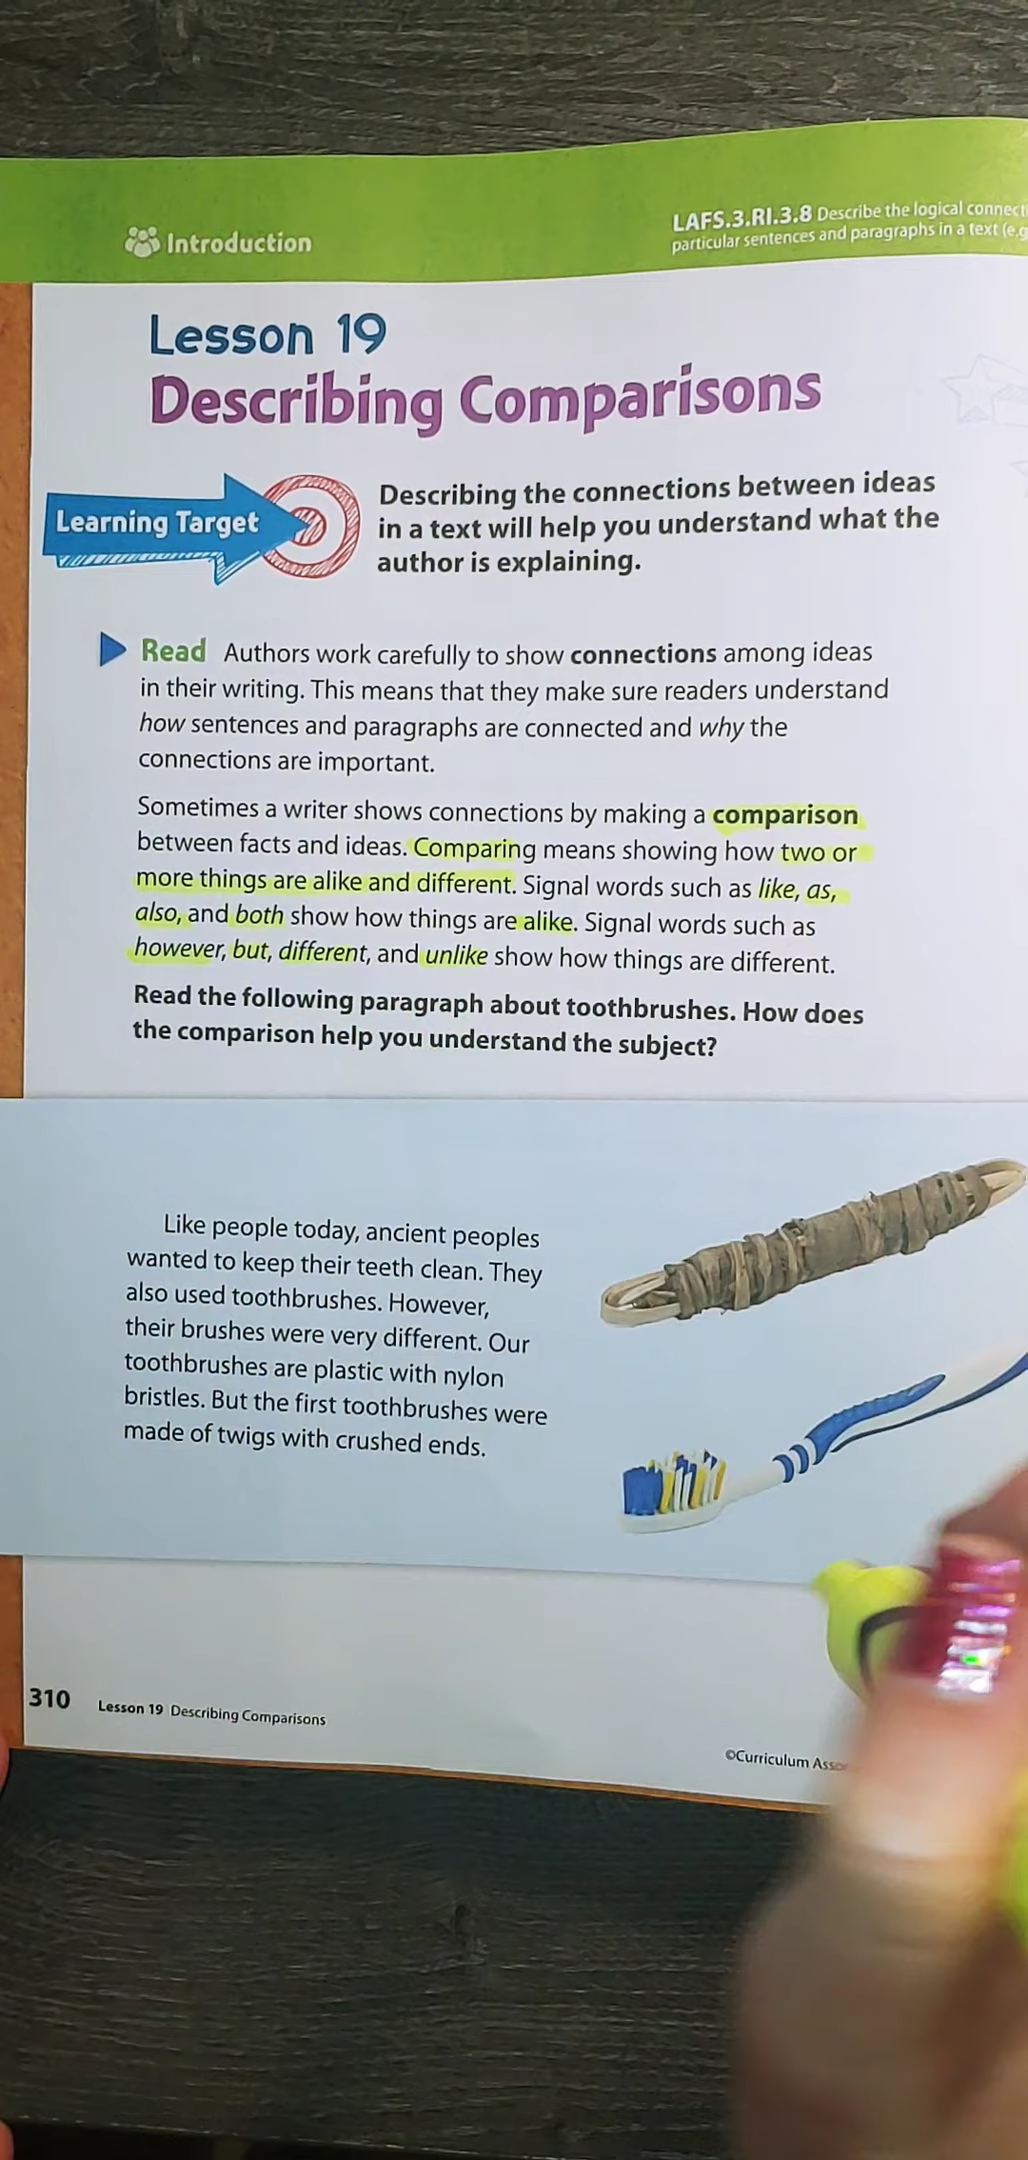 Introduction
LAFS.3.RI.3.8 Describe the logical
particular sentences and paragraphs in a text
Lesson 19
Describing Comparisons
Learning Target
Describing the connections between ideas
in a text will help you understand what the
author is explaining.
Read Authors work carefully to show connections among ideas
in their writing. This means that they make sure readers understand
how sentences and paragraphs are connected and why the
connections are important.
Sometimes a writer shows connections by making a comparison
between facts and ideas. Comparing means showing how two or
more things are alike and different. Signal words such as like, as,
also, and both show how things are alike. Signal words such as
however, but, different, and unlike show how things are different.
Read the following paragraph about toothbrushes. How does
the comparison help you understand the subject?
Like people today, ancient peoples
wanted to keep their teeth clean. They
also used toothbrushes. However,
their brushes were very different. Our
toothbrushes are plastic with nylon
bristles. But the first toothbrushes were
made of twigs with crushed ends.
310 Lesson 19 Describing Comparisons
©Curriculum